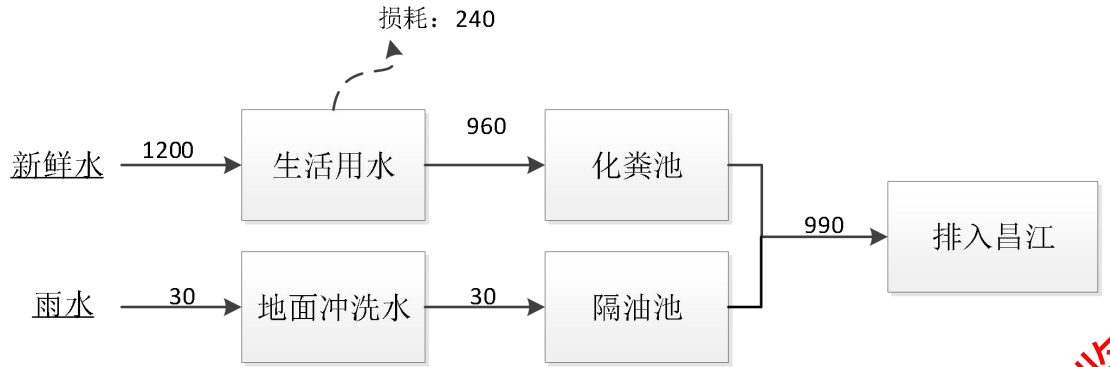 损耗：240
新鲜水 1200 生活用水 960 化粪池
990 排入昌江
雨水 30 地面冲洗水 30 隔油池